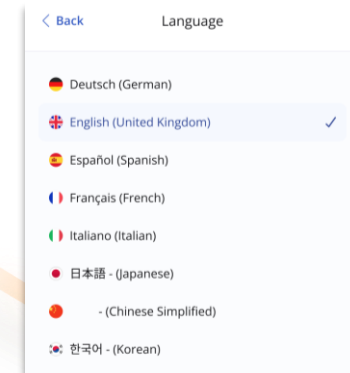 Back Language
Deutsch (German)
English (United Kingdom)
Español (Spanish)
Français (French)
Italiano (Italian)
日本語 - (Japanese)
- (Chinese Simplified)
한국어 - (Korean)